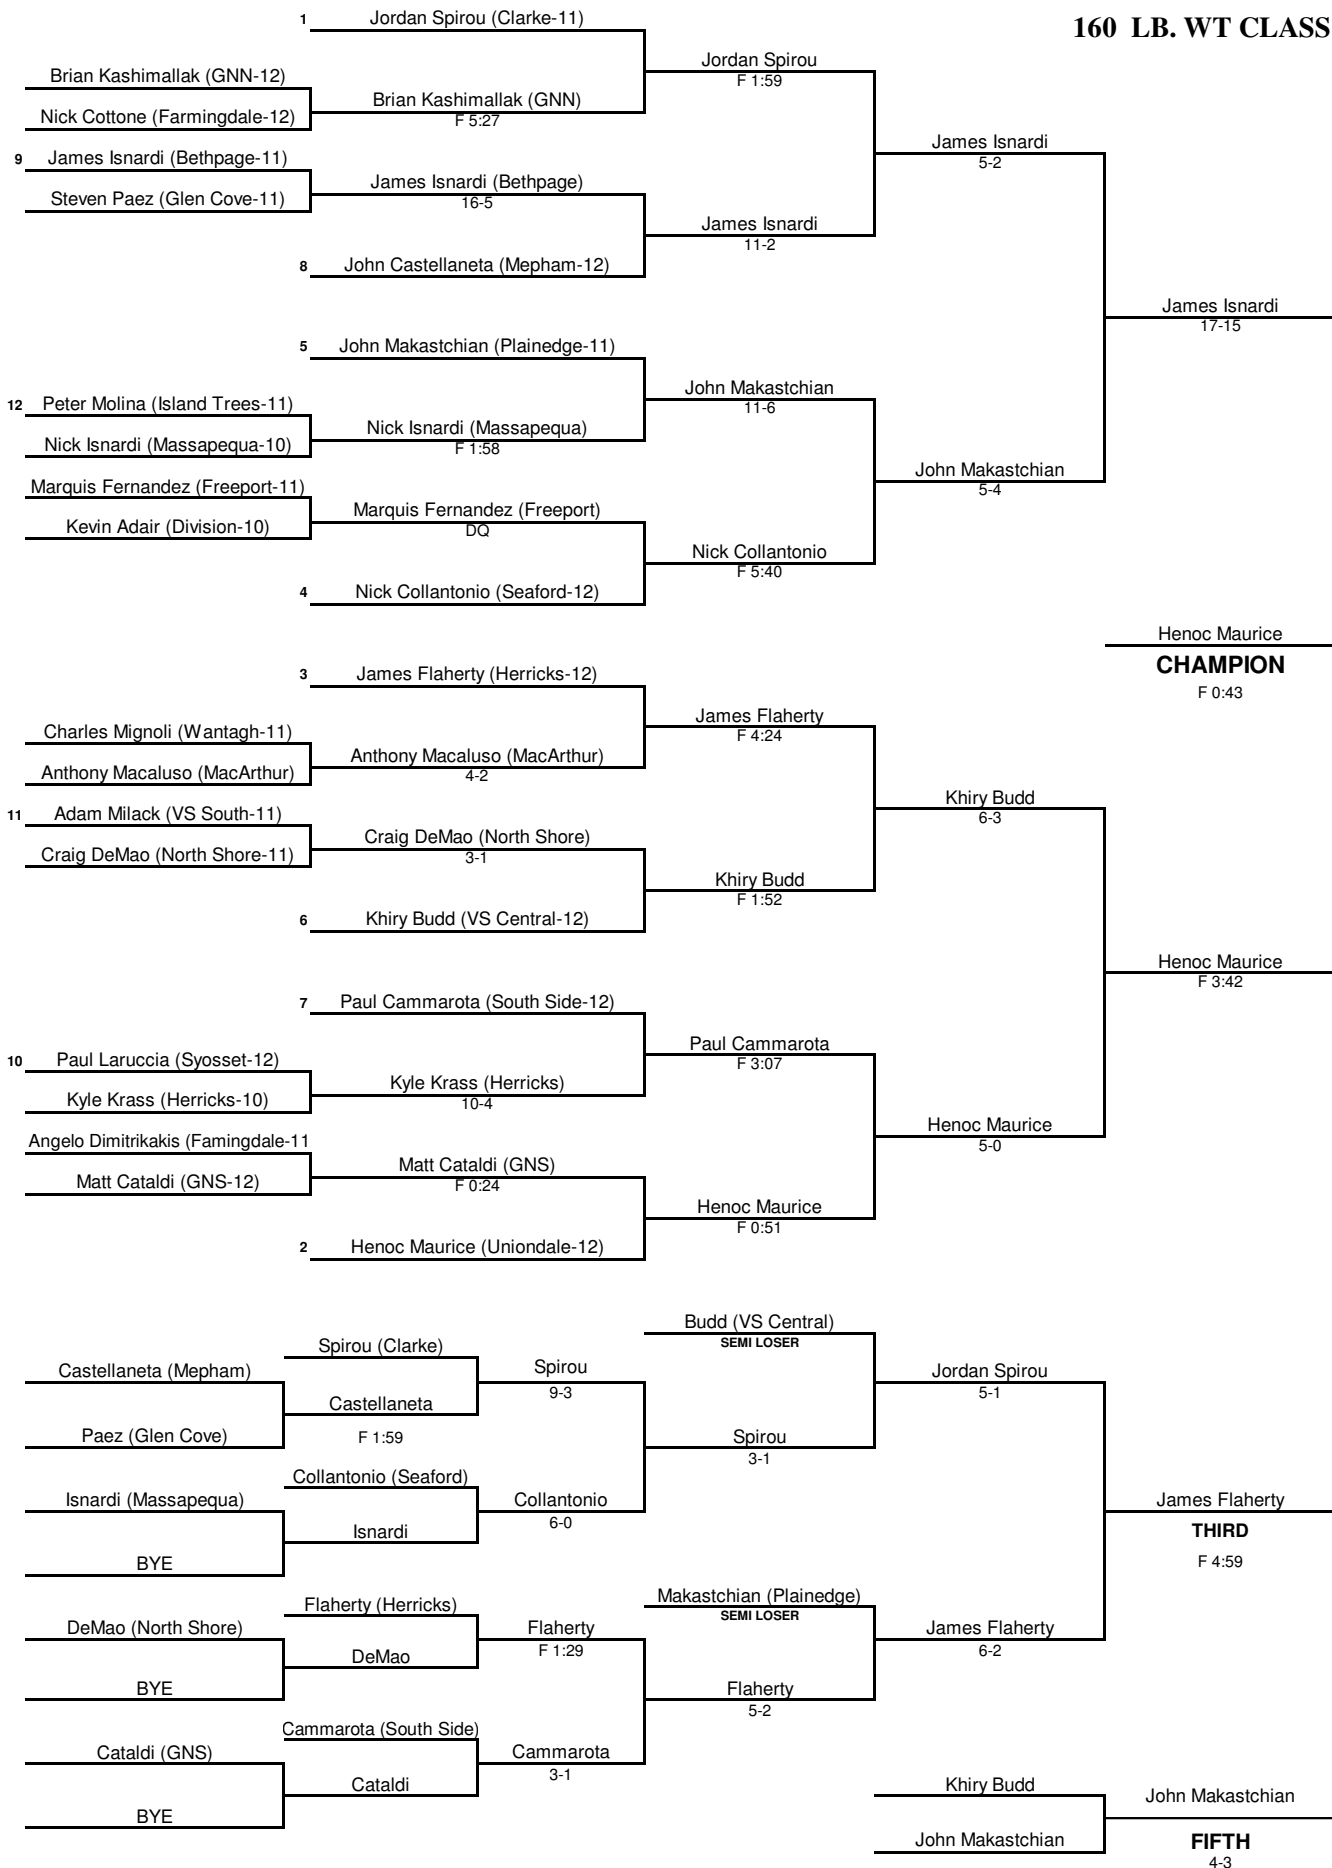 160 LB. WT CLASS
1 Jordan Spirou (Clarke-11)
Jordan Spirou
F 1:59
Brian Kashimallak (GNN-12)
Brian Kashimallak (GNN)
F 5:27
Nick Cottone (Farmingdale-12)
James Isnardi
5-2
9 James Isnardi (Bethpage-11)
James Isnardi (Bethpage)
16-5
Steven Paez (Glen Cove-11)
James Isnardi
11-2
8 John Castellaneta (Mepham-12)
James Isnardi
17-15
5 John Makastchian (Plainedge-11)
John Makastchian
11-6
12 Peter Molina (Island Trees-11)
Nick Isnardi (Massapequa)
F 1:58
Nick Isnardi (Massapequa-10)
John Makastchian
5-4
Marquis Fernandez (Freeport-11)
Marquis Fernandez (Freeport)
DQ
Kevin Adair (Division-10)
Nick Collantonio
F 5:40
4 Nick Collantonio (Seaford-12)
Henoc Maurice
CHAMPION
F 0:43
3 James Flaherty (Herricks-12)
James Flaherty
F 4:24
Charles Mignoli (Wantagh-11)
Anthony Macaluso (MacArthur)
4-2
Anthony Macaluso (MacArthur)
Khiry Budd
6-3
11 Adam Milack (VS South-11)
Craig DeMao (North Shore)
3-1
Craig DeMao (North Shore-11)
Khiry Budd
F 1:52
6 Khiry Budd (VS Central-12)
Henoc Maurice
F 3:42
7 Paul Cammarota (South Side-12)
Paul Cammarota
F 3:07
10 Paul Laruccia (Syosset-12)
Kyle Krass (Herricks)
10-4
Kyle Krass (Herricks-10)
Henoc Maurice
5-0
Angelo Dimitrikakis (Famingdale-11
Matt Cataldi (GNS)
F 0:24
Matt Cataldi (GNS-12)
Henoc Maurice
F 0:51
2 Henoc Maurice (Uniondale-12)
Budd (VS Central)
SEMI LOSER
Spirou (Clarke)
Spirou
9-3
Castellaneta (Mepham)
Jordan Spirou
5-1
Castellaneta
F 1:59
Paez (Glen Cove)
Spirou
3-1
Collantonio (Seaford)
Isnardi (Massapequa)
Collantonio
6-0
James Flaherty
THIRD
F 4:59
Isnardi
BYE
Makastchian (Plainedge)
SEMI LOSER
Flaherty (Herricks)
DeMao (North Shore)
Flaherty
F 1:29
James Flaherty
6-2
DeMao
BYE
Flaherty
5-2
Cammarota (South Side)
Cataldi (GNS)
Cammarota
3-1
Cataldi
BYE
Khiry Budd
John Makastchian
John Makastchian
FIFTH
4-3